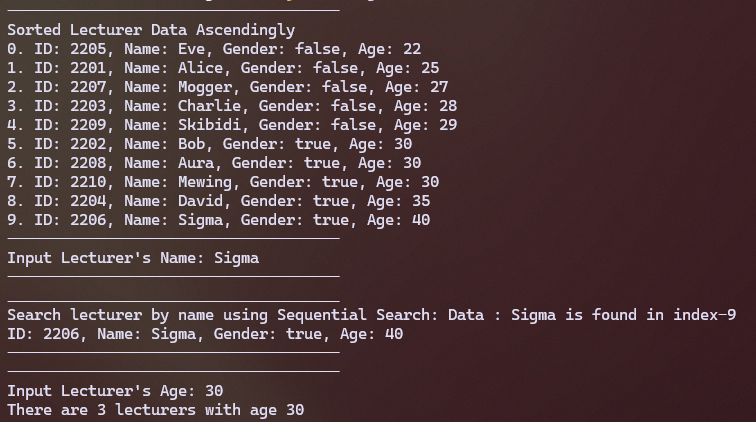 Sorted Lecturer Data Ascendingly
0. ID: 2205, Name: Eve, Gender: false, Age: 22
1. ID: 2201, Name: Alice, Gender: false, Age: 25
2. ID: 2207, Name: Mogger, Gender: false, Age: 27
3. ID: 2203, Name: Charlie, Gender: false, Age: 28
4. ID: 2209, Name: Skibidi, Gender: false, Age: 29
5. ID: 2202, Name: Bob, Gender: true, Age: 30
6. ID: 2208, Name: Aura, Gender: true, Age: 30
7. ID: 2210, Name: Mewing, Gender: true, Age: 30
8. ID: 2204, Name: David, Gender: true, Age: 35
9. ID: 2206, Name: Sigma, Gender: true, Age: 40
Input Lecturer's Name: Sigma
Search lecturer by name using Sequential Search: Data : Sigma is found in index-9
ID: 2206, Name: Sigma, Gender: true, Age: 40
Input Lecturer's Age: 30
There are 3 lecturers with age 30